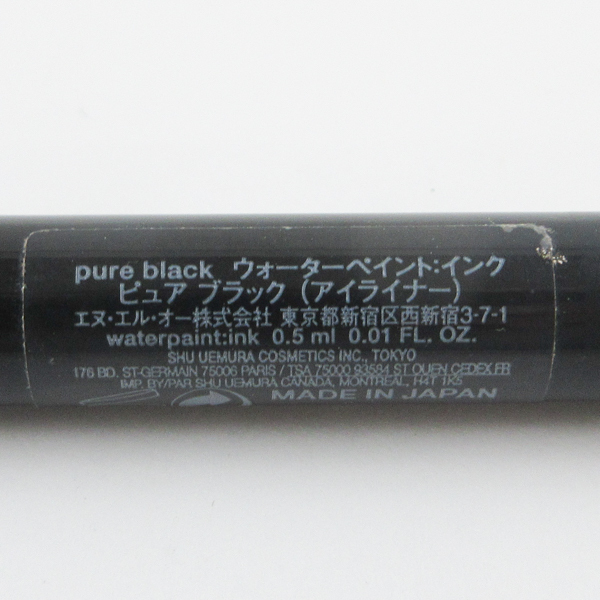 pure black ウォーターペイント:インク
ピュア ブラック（アイライナー）
エヌ・エル・オー株式会社 東京都新宿区西新宿3-7-1
waterpaint:ink 0.5 ml 0.01 FL. OZ.
SHU UEMURA COSMETICS INC., TOKYO
176 BD. ST-GERMAIN 75006 PARIS / TSA 75000 93584 ST OUEN CEDEX.FR
IMP. BY/PAR SHU UEMURA CANADA, MONTREAL, H4T 1K5
MADE IN JAPAN